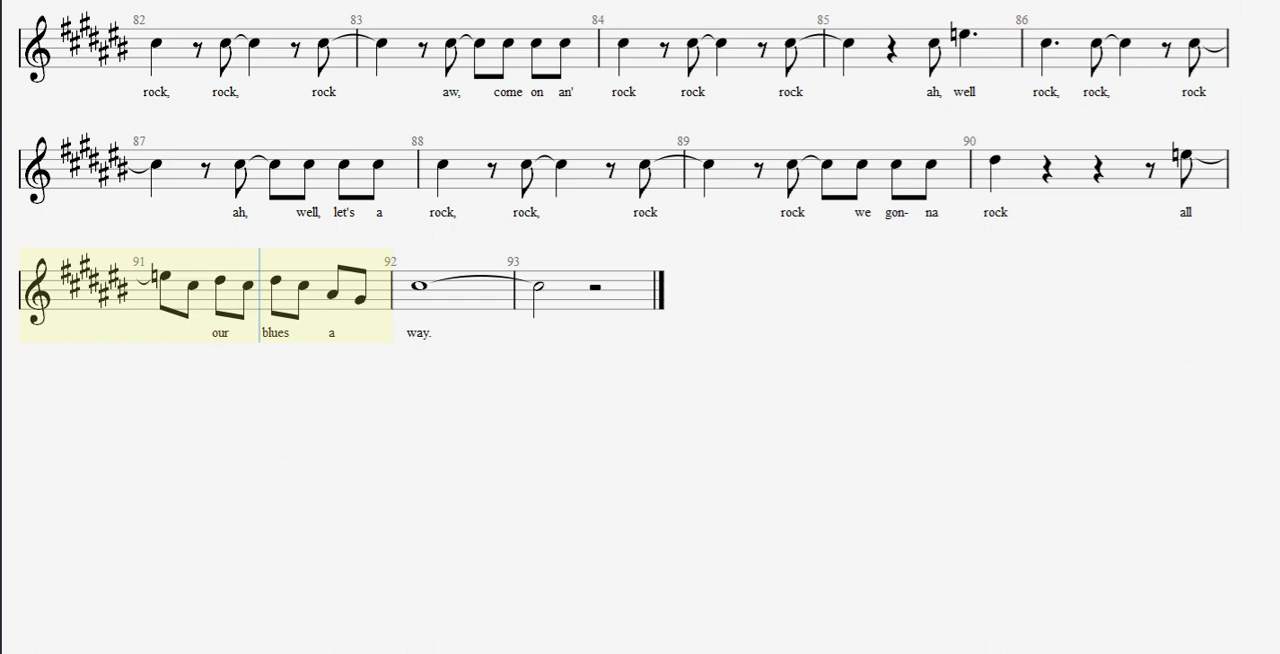 82 83 84 85 86
rock, rock, rock aw, come on an' rock rock rock ah, well rock, rock, rock
87 88 89 90
ah, well, let's a rock, rock, rock rock we gon- na rock all
91 92 93
our blues a way.